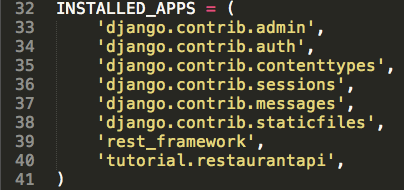 32 INSTALLED_APPS = (
33     'django.contrib.admin',
34     'django.contrib.auth',
35     'django.contrib.contenttypes',
36     'django.contrib.sessions',
37     'django.contrib.messages',
38     'django.contrib.staticfiles',
39     'rest_framework',
40     'tutorial.restaurantapi',
41 )